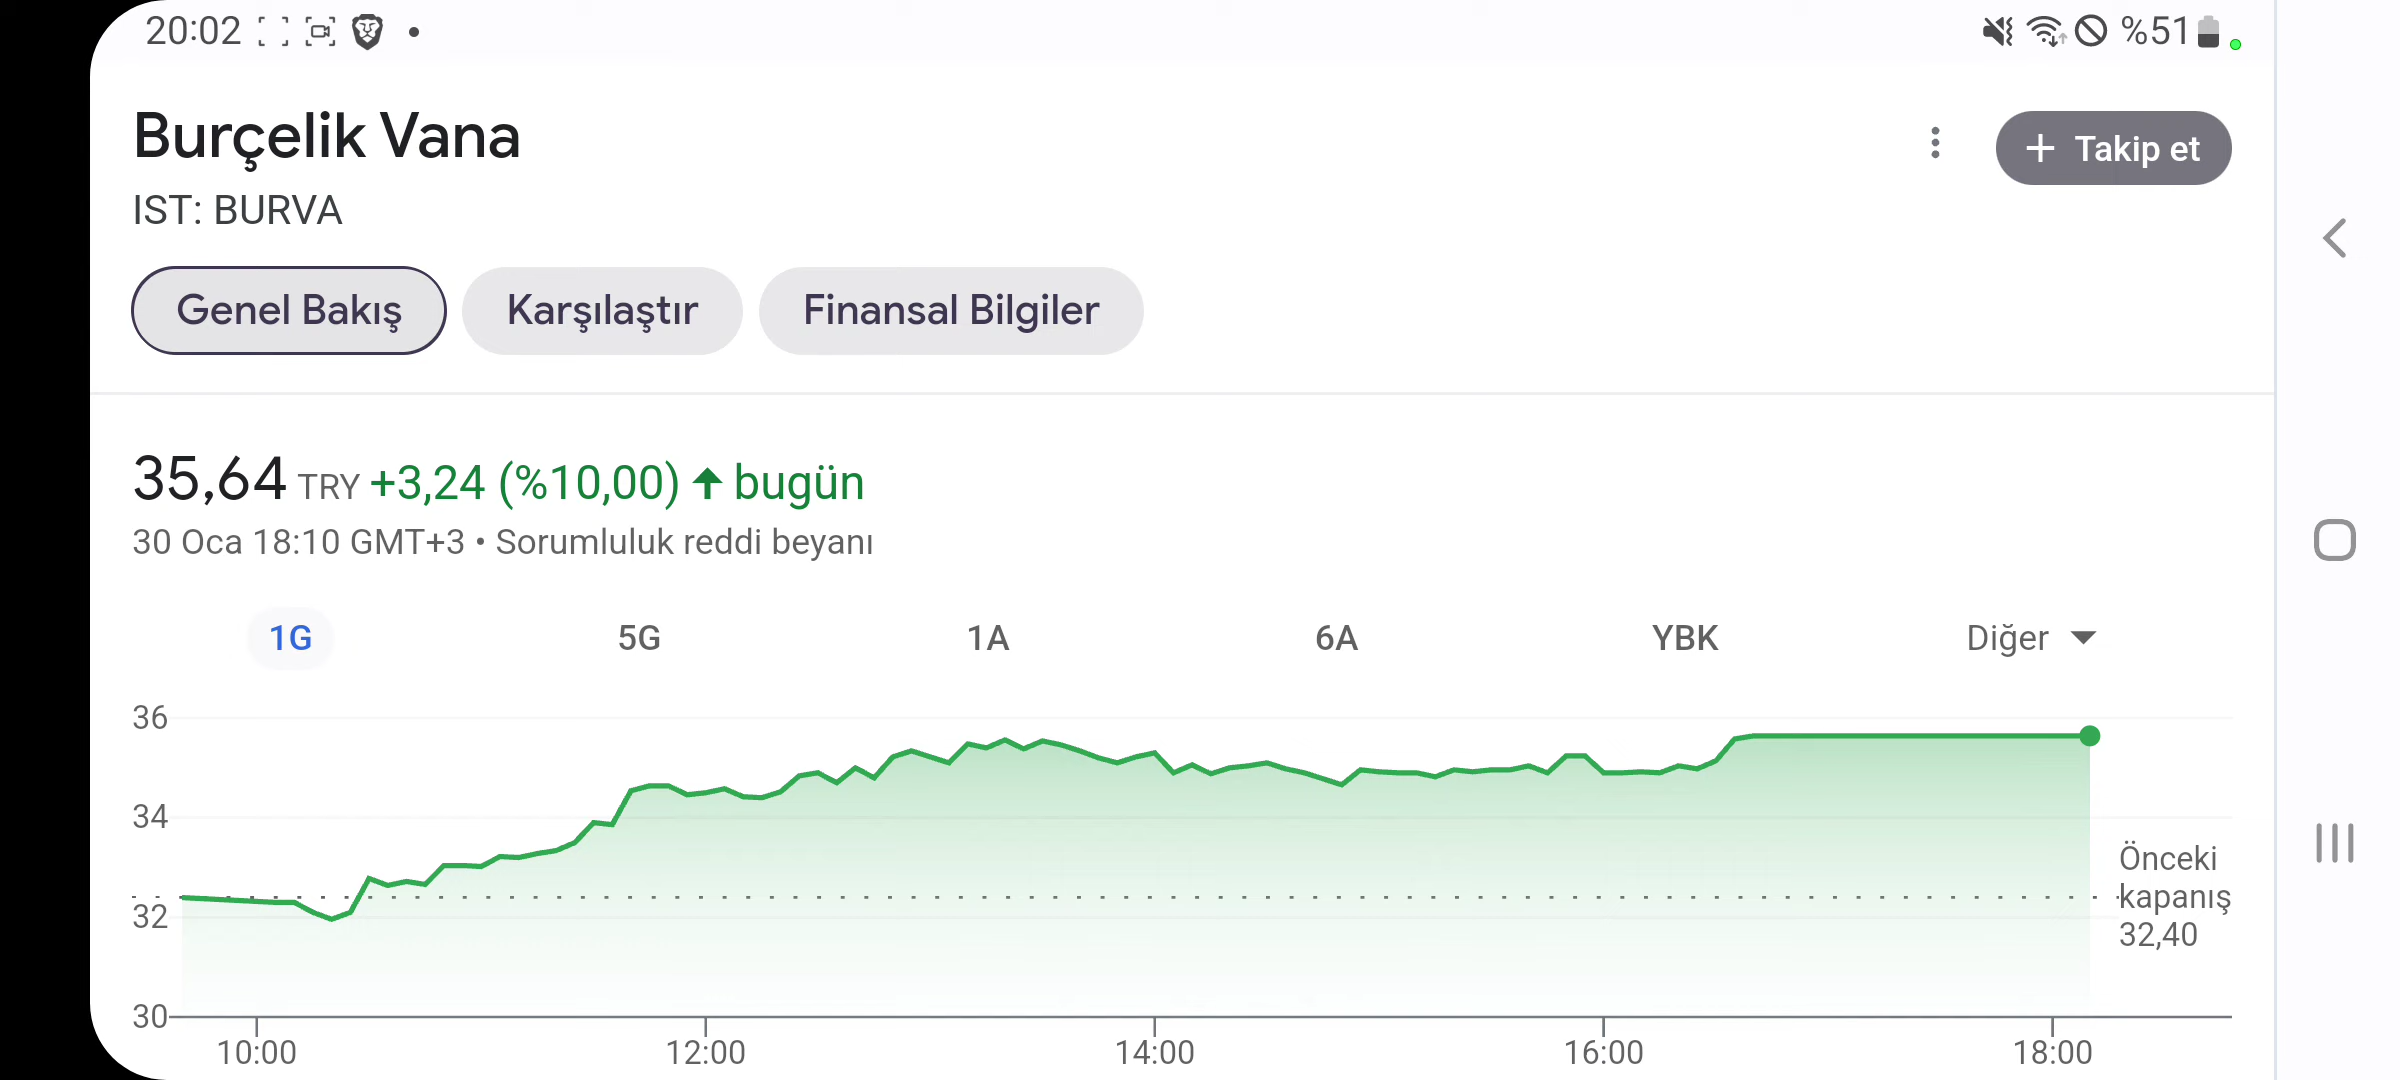 20:02
%51
Burçelik Vana
+ Takip et
IST: BURVA
Genel Bakış
Karşılaştır
Finansal Bilgiler
35,64 TRY +3,24 (%10,00) ↑ bugün
30 Oca 18:10 GMT+3 • Sorumluluk reddi beyanı
1G
5G
1A
6A
YBK
Diğer
36
34
32
30
Önceki
kapanış
32,40
10:00
12:00
14:00
16:00
18:00